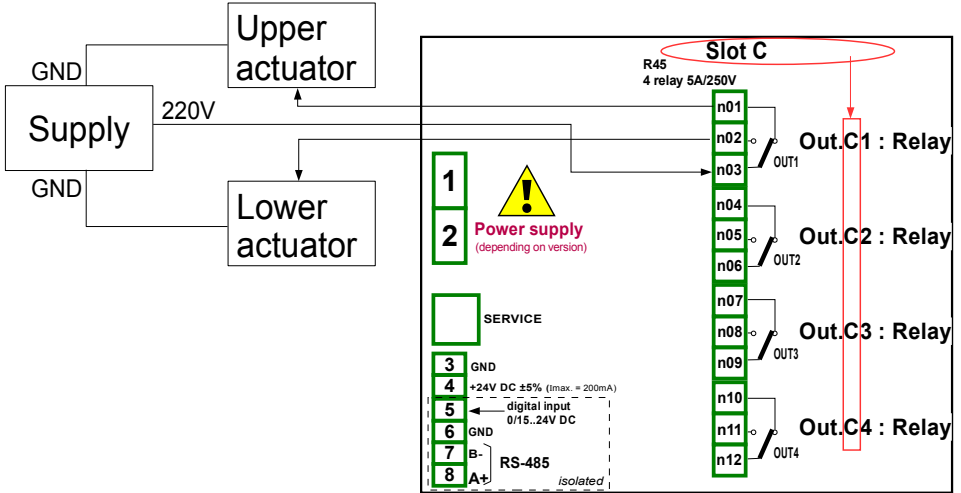 Upper
actuator
GND
Supply
220V
GND
Lower
actuator
Slot C
R45
4 relay 5A/250V
n01
n02
n03
OUT1
Out.C1 : Relay
n04
n05
n06
OUT2
Out.C2 : Relay
n07
n08
n09
OUT3
Out.C3 : Relay
n10
n11
n12
OUT4
Out.C4 : Relay
1
2
Power supply
(depending on version)
SERVICE
3 GND
4 +24V DC ±5% (Imax. = 200mA)
5 digital input
0/15..24V DC
6 GND
7 B-
8 A+
RS-485
isolated